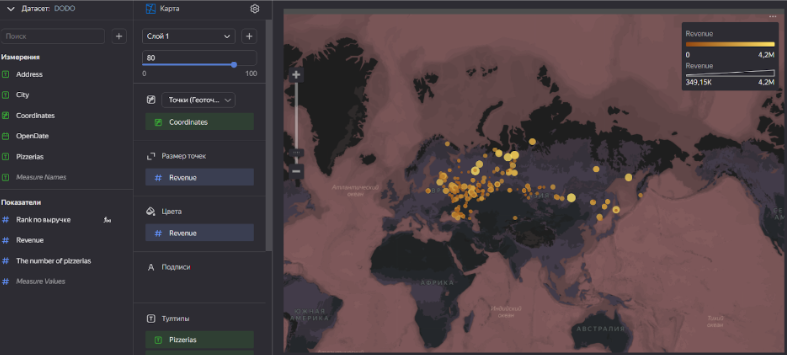 Датасет: DODO
Поиск
Измерения
Address
City
Coordinates
OpenDate
Pizzerias
Measure Names
Показатели
Rank по выручке
Revenue
The number of pizzerias
Measure Values
Карта
Слой 1
80
0 100
Точки (Геоточ...
Coordinates
Размер точек
Revenue
Цвета
Revenue
Подписи
Тултипы
Pizzerias
Revenue
0 4,2M
Revenue
349,15K 4,2M
Атлантический
океан
АФРИКА
ЮЖНАЯ
АМЕРИКА
Индийский
океан
АВСТРАЛИЯ
Тихий
океан